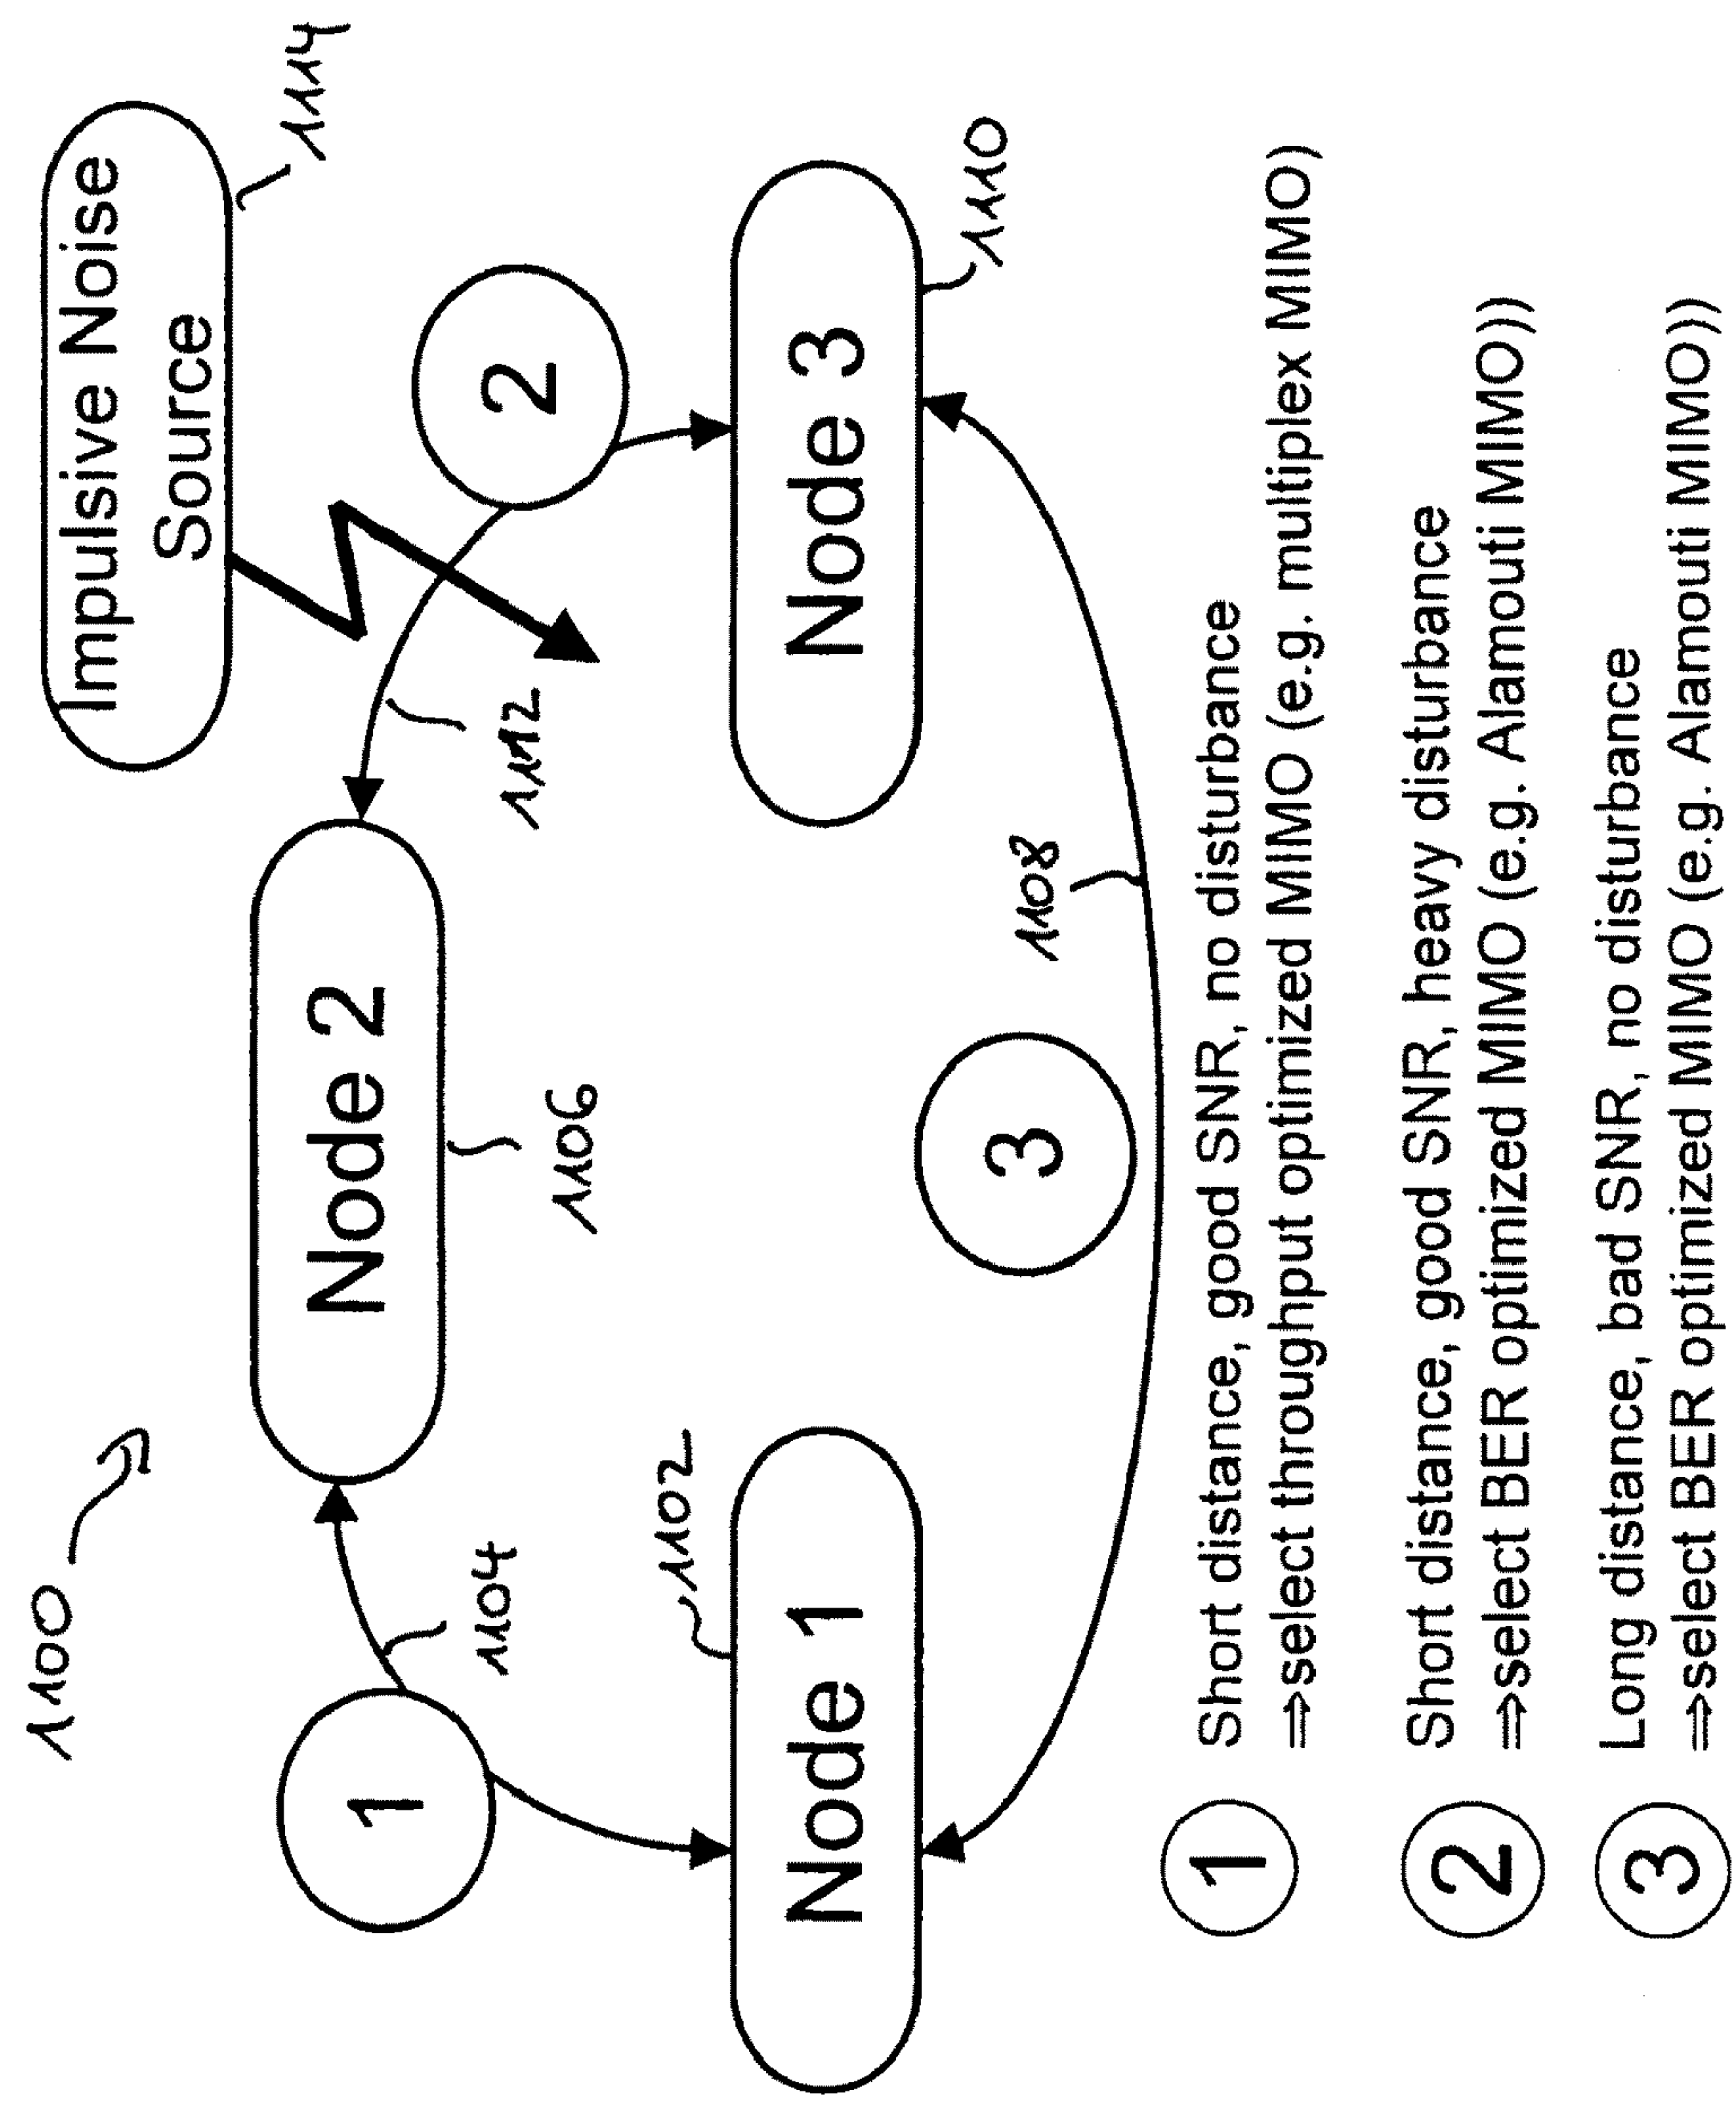 1100
Impulsive Noise
Source
1114
1
1104
Node 2
1106
1112
2
Node 1
1102
3
1108
Node 3
1110
1 Short distance, good SNR, no disturbance
⇒select throughput optimized MIMO (e.g. multiplex MIMO)
2 Short distance, good SNR, heavy disturbance
⇒select BER optimized MIMO (e.g. Alamouti MIMO))
3 Long distance, bad SNR, no disturbance
⇒select BER optimized MIMO (e.g. Alamouti MIMO))